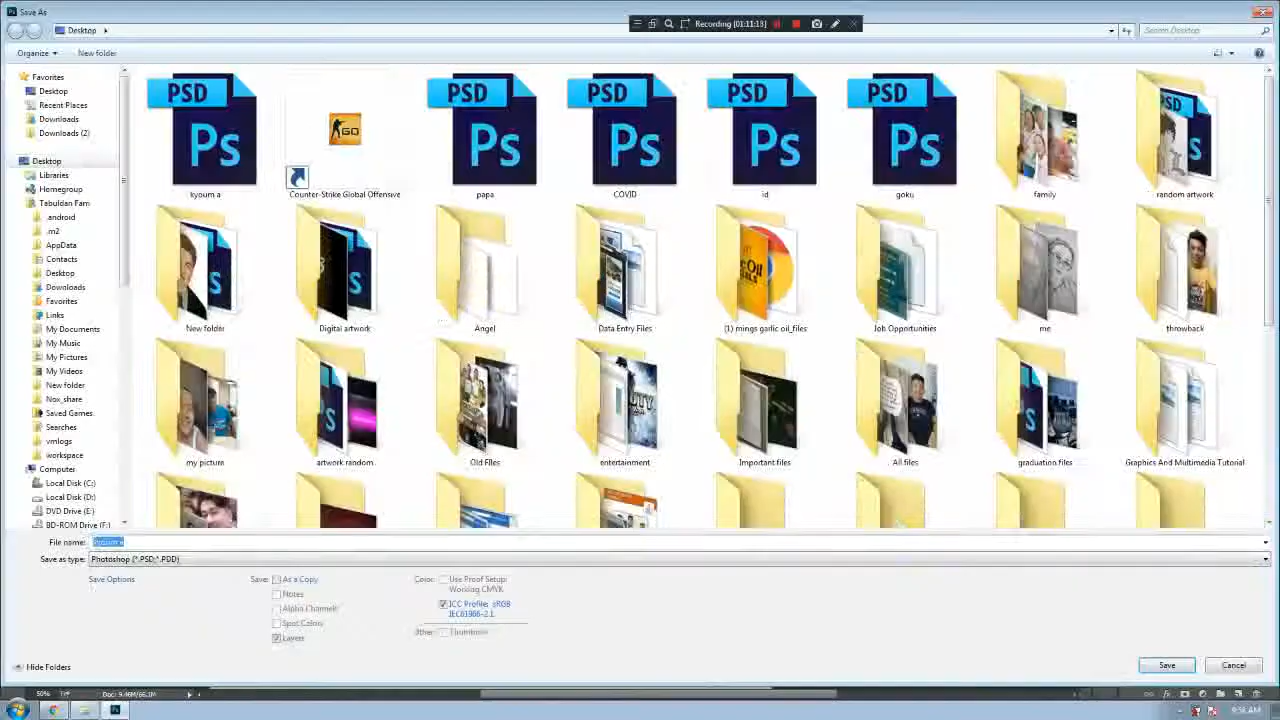 Save As
Recording [01:11:13]
Desktop
Search Desktop
Organize
New folder
Favorites
Desktop
Recent Places
Downloads
Downloads (2)
Desktop
Libraries
Homegroup
Tabuldan Fam
.android
.m2
AppData
Contacts
Desktop
Downloads
Favorites
Links
My Documents
My Music
My Pictures
My Videos
New folder
Nox_share
Saved Games
Searches
vmlogs
workspace
Computer
Local Disk (C:)
Local Disk (D:)
DVD Drive (E:)
BD-ROM Drive (F:)
PSD PSD PSD PSD PSD PSD
Ps Ps Ps Ps Ps
GO
kyoum a
Counter-Strike Global Offensive
papa
COVID
id
goku
family
random artwork
New folder
Digital artwork
Angel
Data Entry Files
(1) mings garlic oil_files
Job Opportunities
me
throwback
my picture
artwork random
Old FIles
entertainment
Important files
All files
graduation files
Graphics And Multimedia Tutorial
File name:
Save as type: Photoshop (*.PSD;*.PDD)
Save Options
Save: As a Copy
Notes
Alpha Channels
Spot Colors
Layers
Color: Use Proof Setup:
Working CMYK
ICC Profile: sRGB
IEC61966-2.1
Other: Thumbnail
Hide Folders
Save
Cancel
50%
Doc: 9.46M/66.1M
9:58 AM